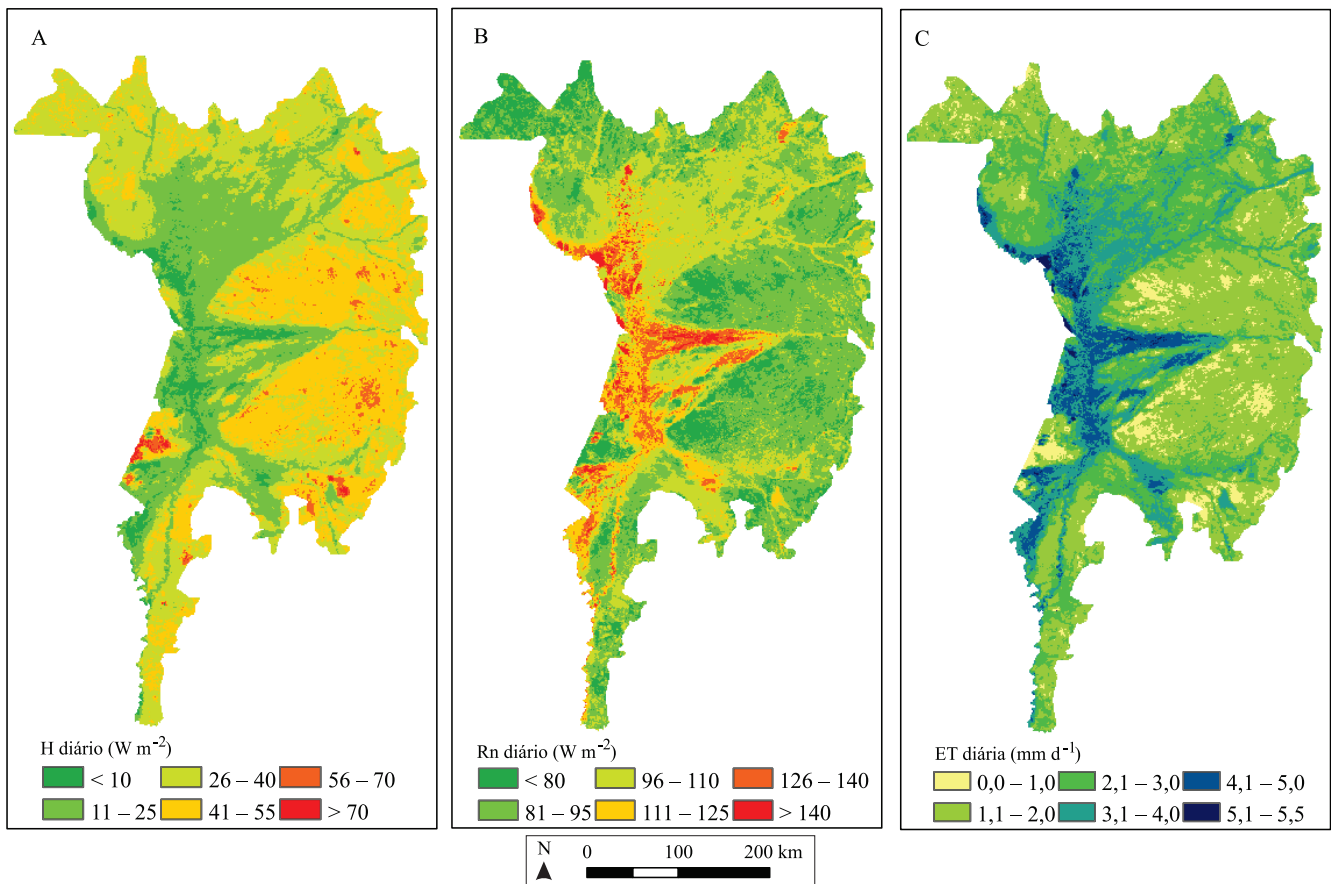 A
B
C
H diário (W m⁻²)
< 10
26 – 40
56 – 70
11 – 25
41 – 55
> 70
Rn diário (W m⁻²)
< 80
96 – 110
126 – 140
81 – 95
111 – 125
> 140
ET diária (mm d⁻¹)
0,0 – 1,0
2,1 – 3,0
4,1 – 5,0
1,1 – 2,0
3,1 – 4,0
5,1 – 5,5
N
0 100 200 km